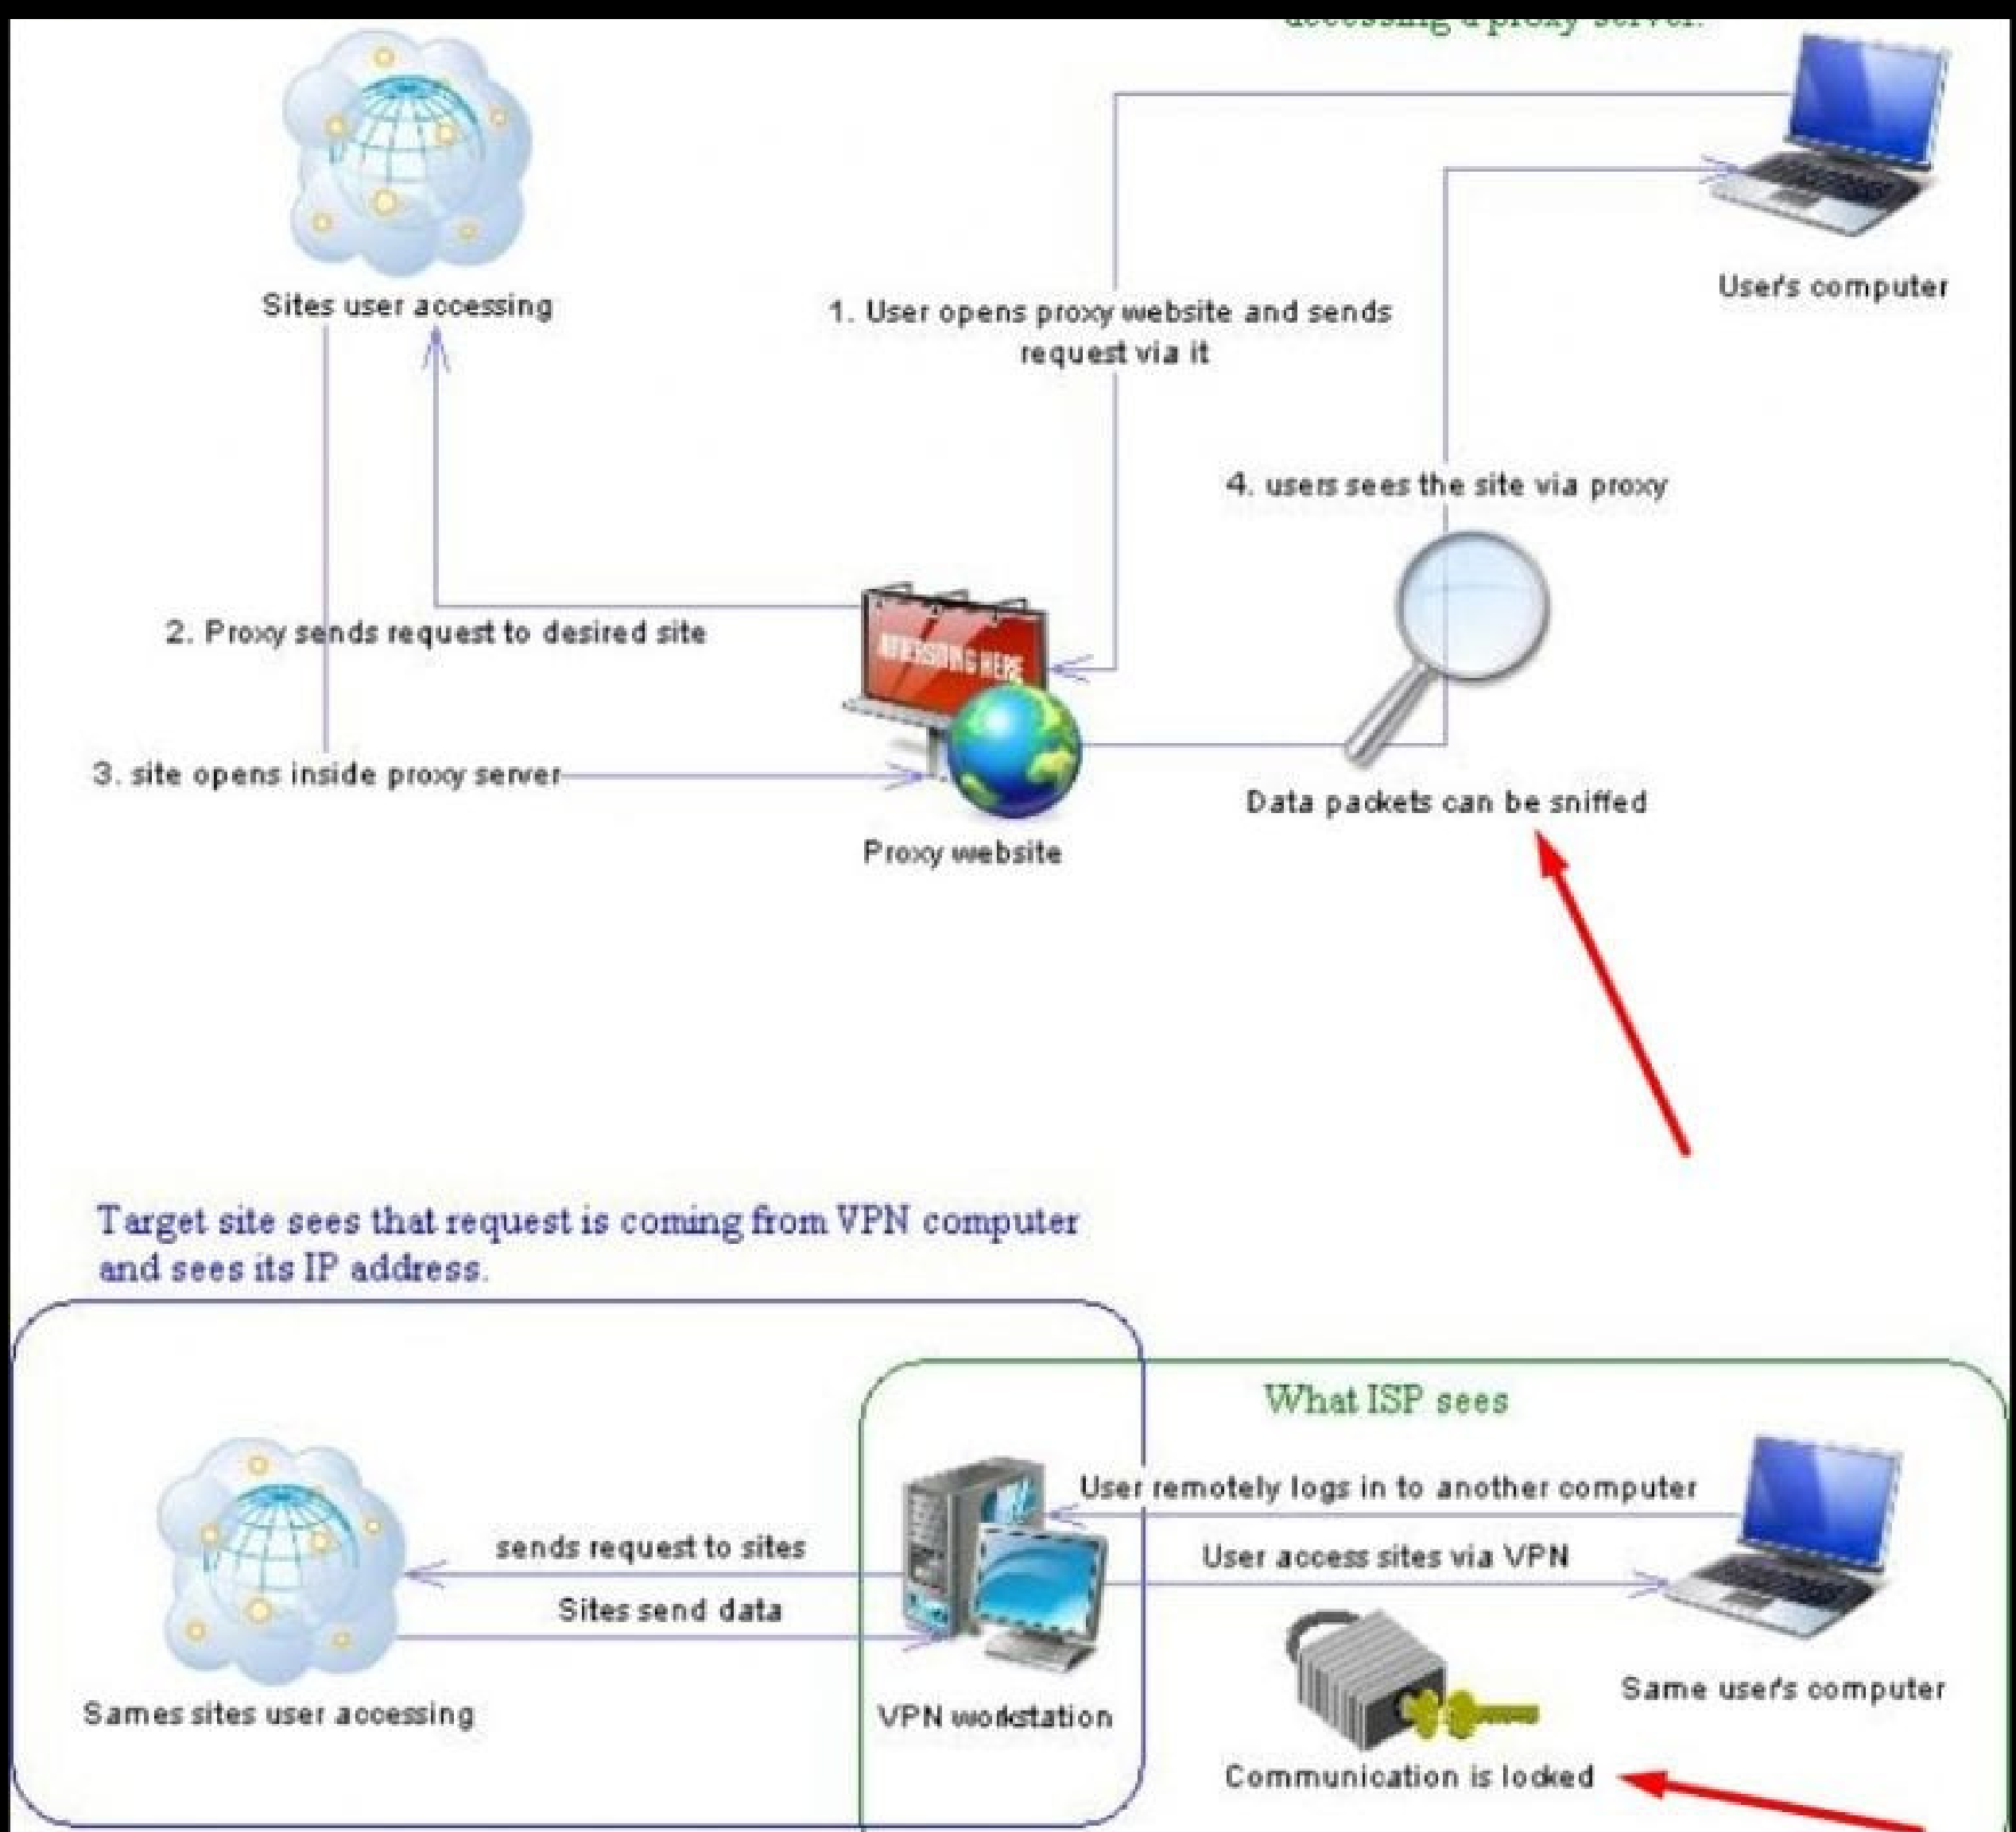 accessing a proxy server.
Sites user accessing
User's computer
1. User opens proxy website and sends
request via it
4. users sees the site via proxy
2. Proxy sends request to desired site
HERE
3. site opens inside proxy server
Data packets can be sniffed
Proxy website
Target site sees that request is coming from VPN computer
and sees its IP address.
What ISP sees
User remotely logs in to another computer
sends request to sites
User access sites via VPN
Sites send data
Same user's computer
Sames sites user accessing
VPN workstation
Communication is locked